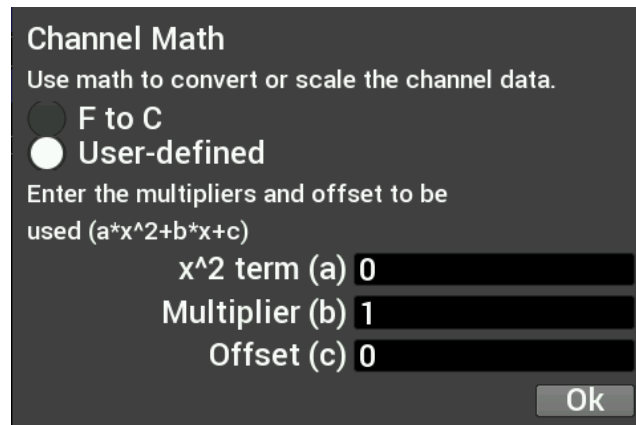 Channel Math
Use math to convert or scale the channel data.
F to C
User-defined
Enter the multipliers and offset to be
used (a*x^2+b*x+c)
x^2 term (a) 0
Multiplier (b) 1
Offset (c) 0
Ok